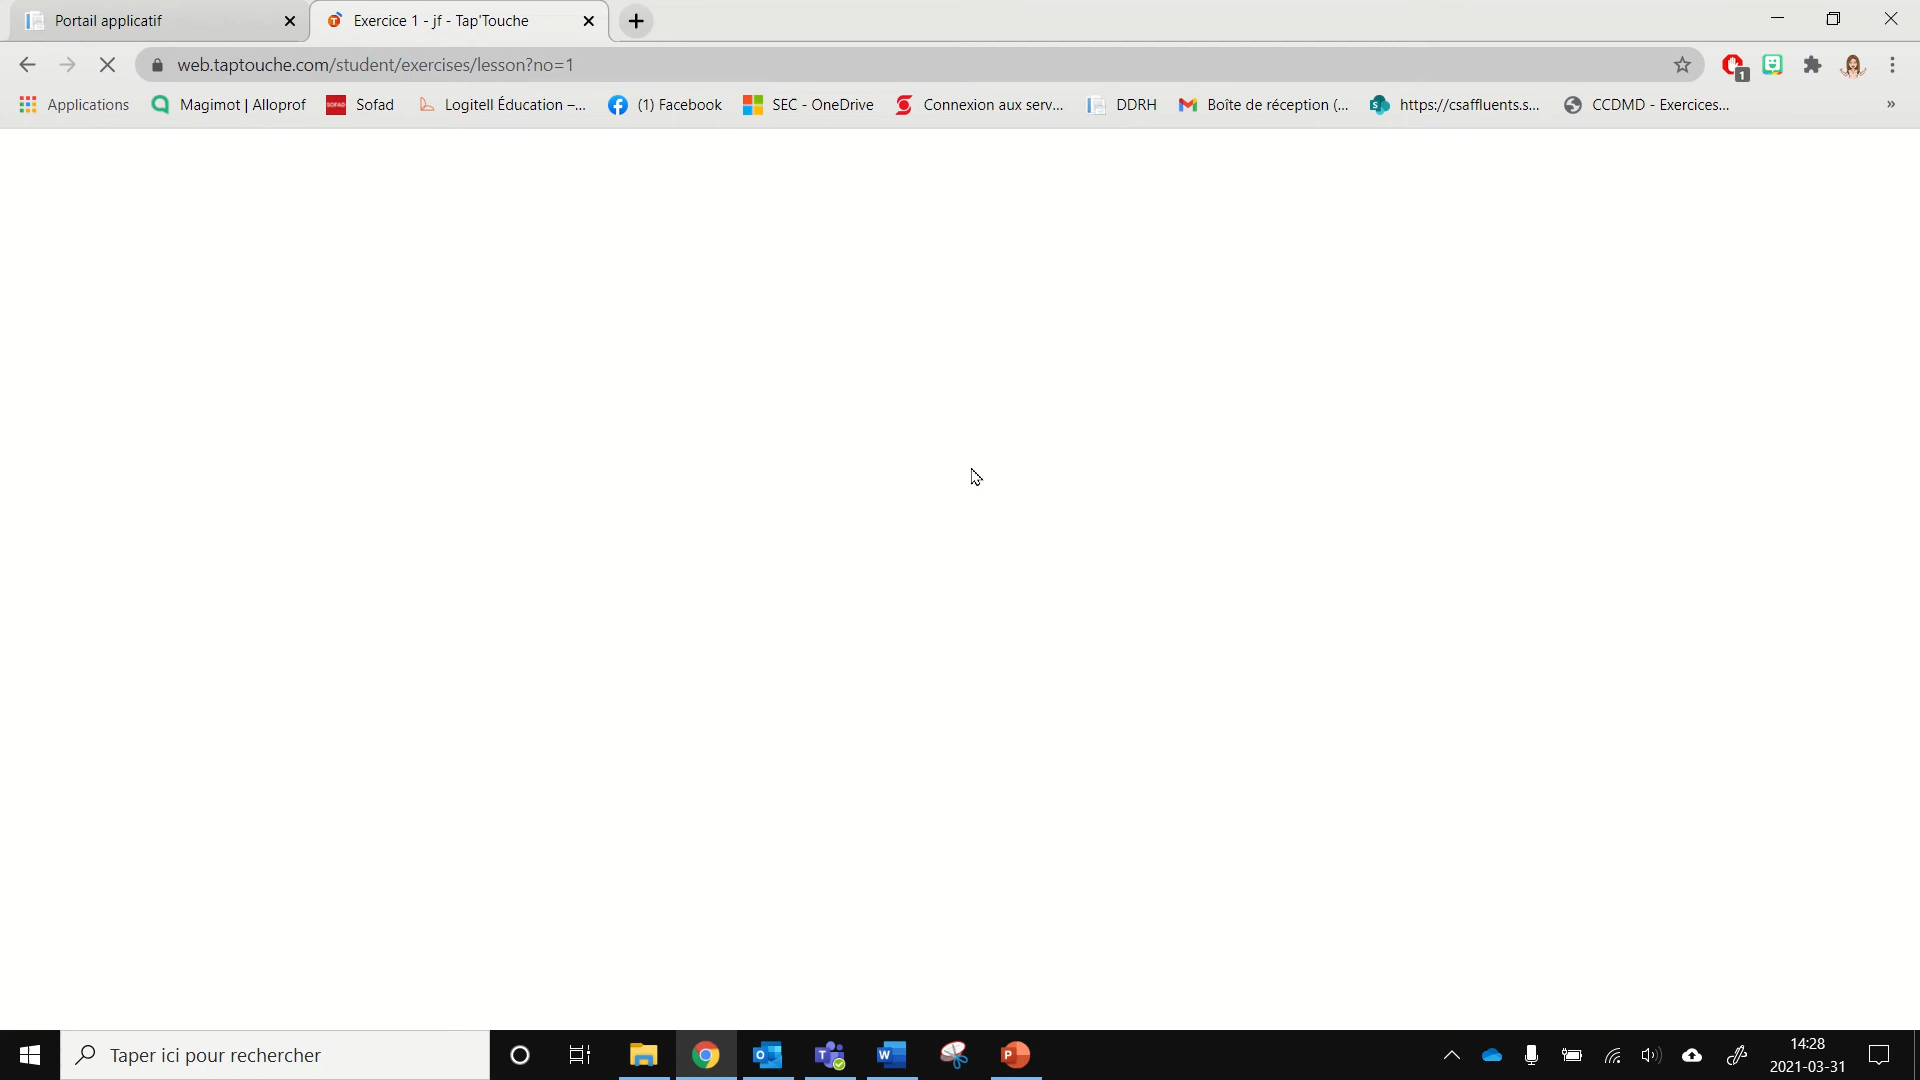 Portail applicatif
Exercice 1 - jf - Tap'Touche
web.taptouche.com/student/exercises/lesson?no=1
1
Applications
Magimot | Alloprof
SOFAD Sofad
Logitell Éducation –...
(1) Facebook
SEC - OneDrive
Connexion aux serv...
DDRH
Boîte de réception (...
https://csaffluents.s...
CCDMD - Exercices...
»
Taper ici pour rechercher
14:28
2021-03-31